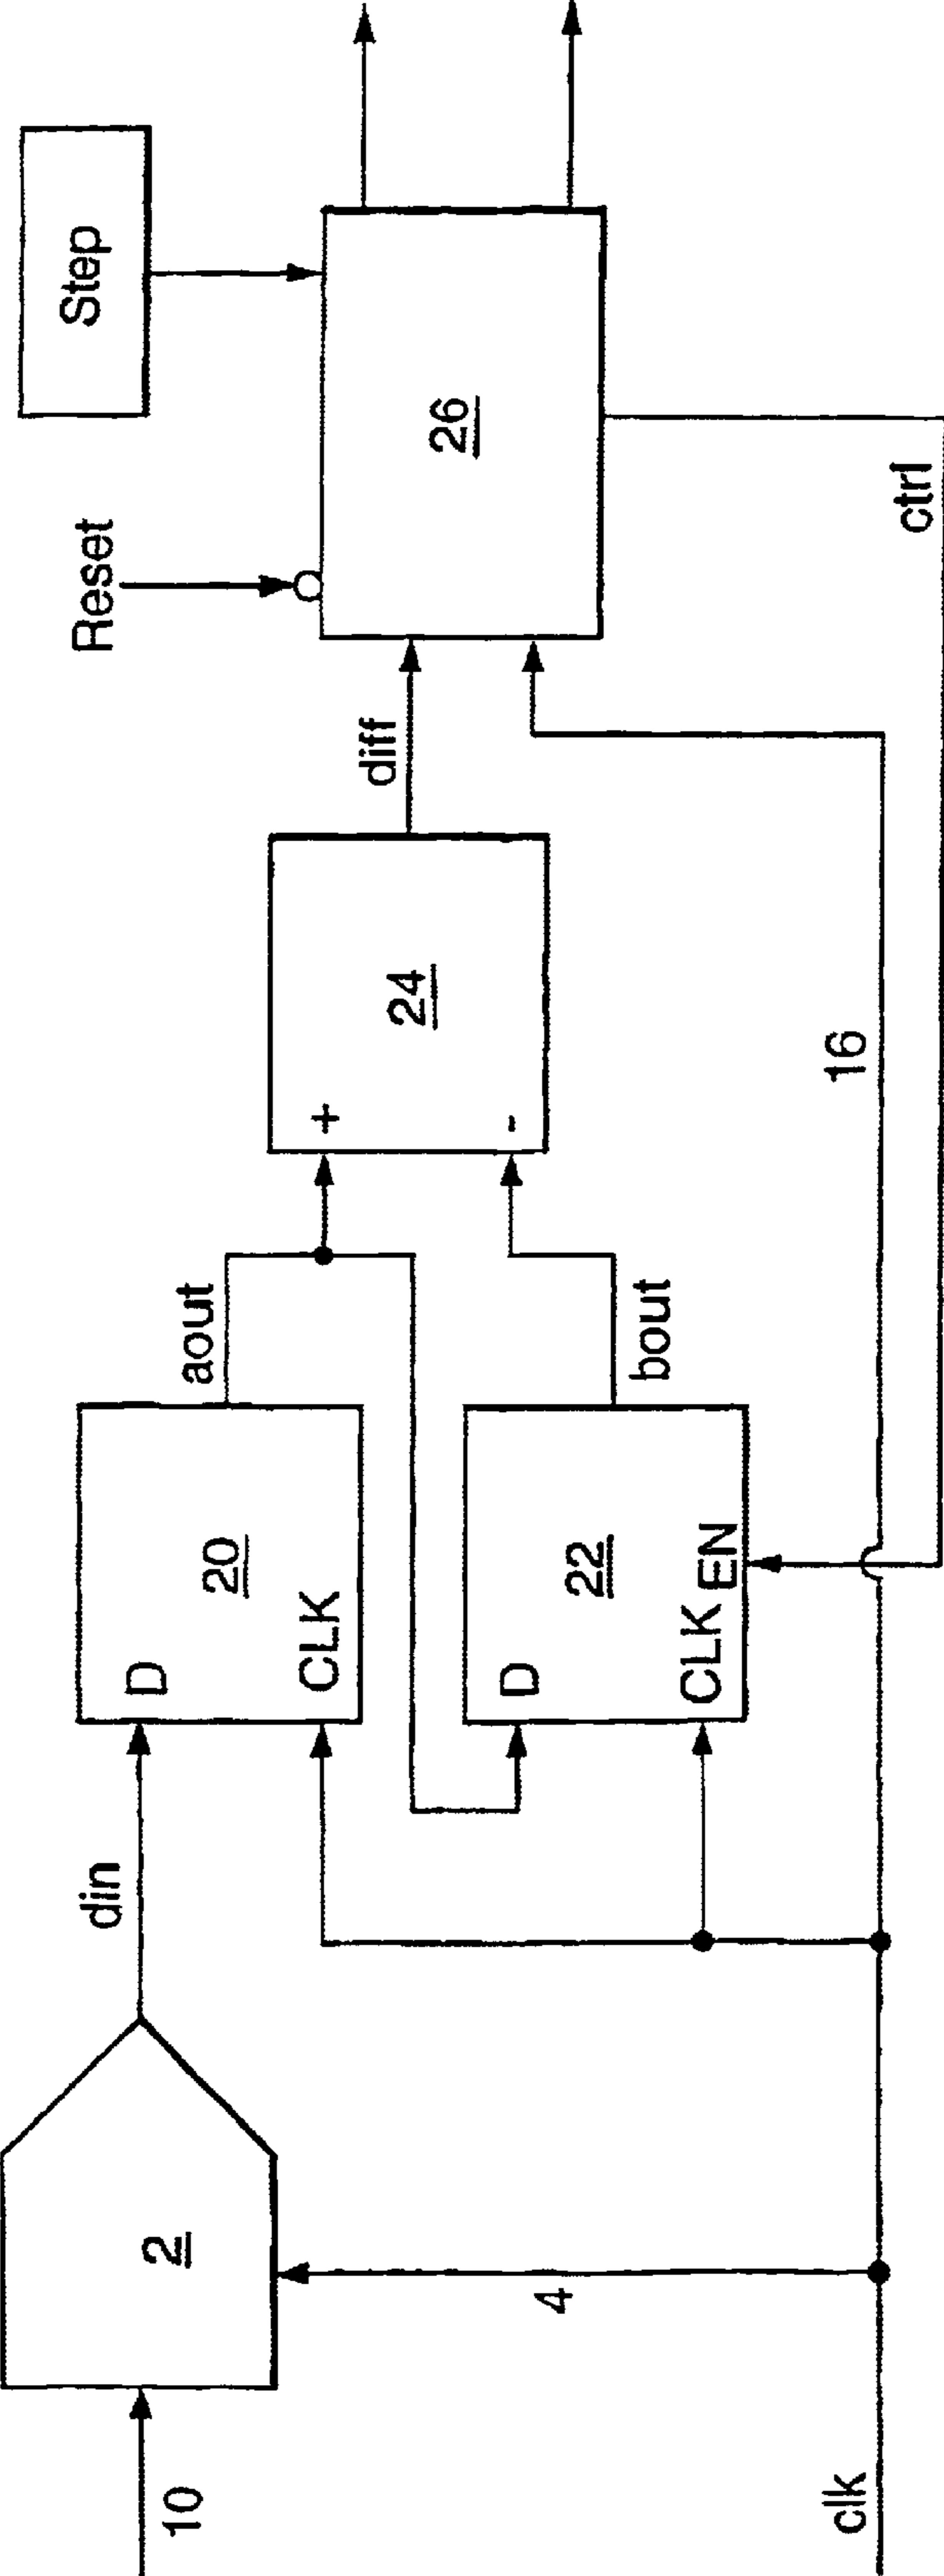 10
2
4
clk
din
D
20
CLK
aout
D
22
CLK
EN
bout
+
24
-
diff
16
Reset
Step
26
ctrl